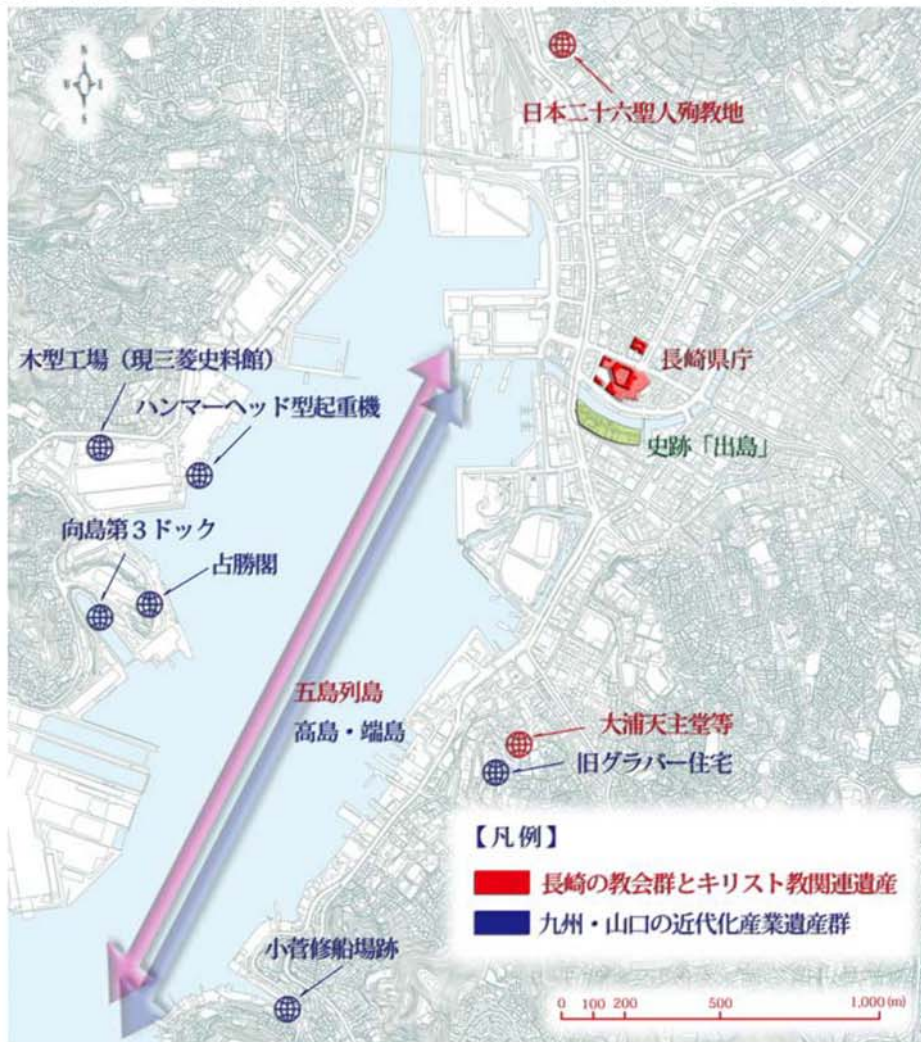 N
W E
S
日本二十六聖人殉教地
長崎県庁
史跡「出島」
木型工場（現三菱史料館）
ハンマーヘッド型起重機
向島第３ドック
占勝閣
五島列島
高島・端島
大浦天主堂等
旧グラバー住宅
小菅修船場跡
【凡例】
長崎の教会群とキリスト教関連遺産
九州・山口の近代化産業遺産群
0 100 200 500 1,000 (m)